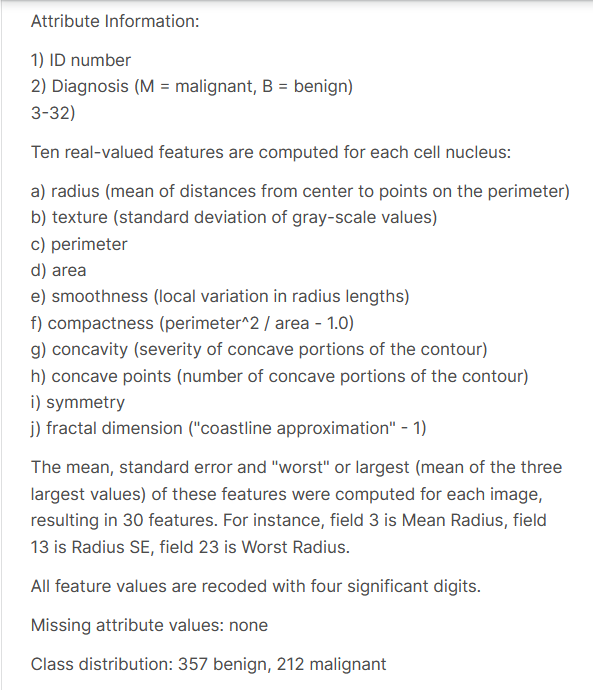 Attribute Information:
1) ID number
2) Diagnosis (M = malignant, B = benign)
3-32)
Ten real-valued features are computed for each cell nucleus:
a) radius (mean of distances from center to points on the perimeter)
b) texture (standard deviation of gray-scale values)
c) perimeter
d) area
e) smoothness (local variation in radius lengths)
f) compactness (perimeter^2 / area - 1.0)
g) concavity (severity of concave portions of the contour)
h) concave points (number of concave portions of the contour)
i) symmetry
j) fractal dimension ("coastline approximation" - 1)
The mean, standard error and "worst" or largest (mean of the three
largest values) of these features were computed for each image,
resulting in 30 features. For instance, field 3 is Mean Radius, field
13 is Radius SE, field 23 is Worst Radius.
All feature values are recoded with four significant digits.
Missing attribute values: none
Class distribution: 357 benign, 212 malignant